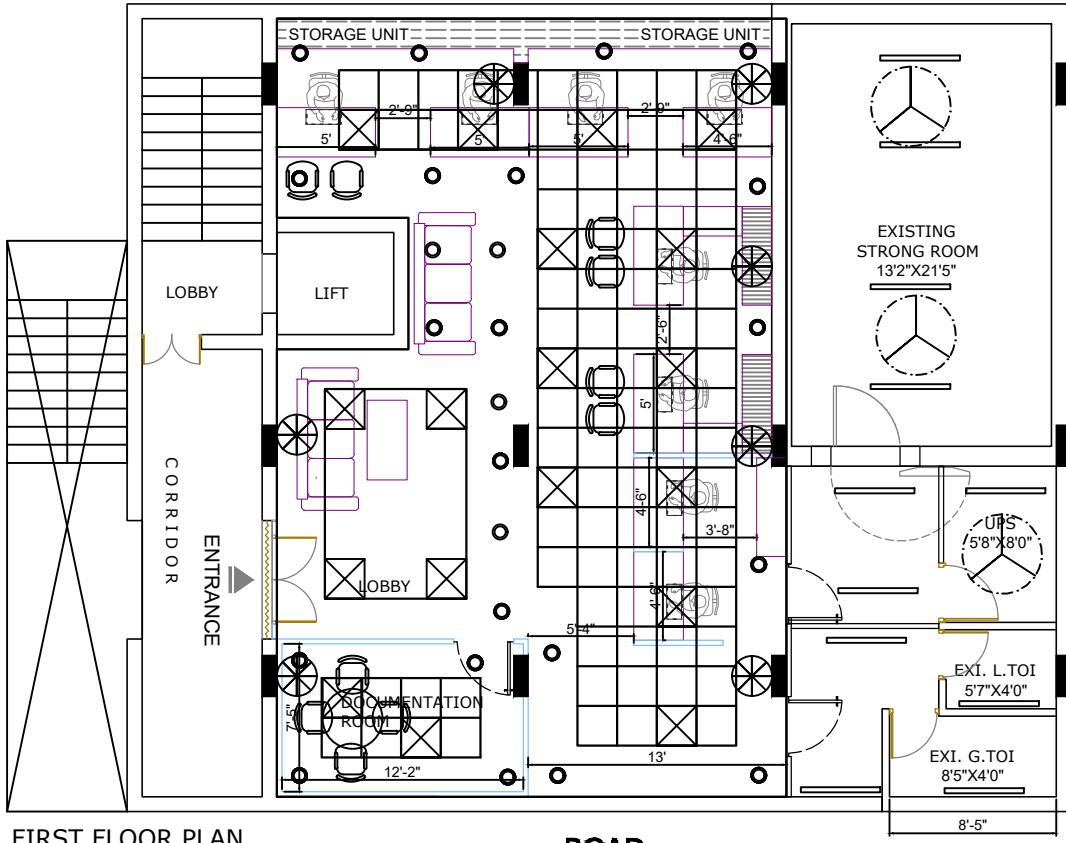 STORAGE UNIT
STORAGE UNIT
2'-9"
2'-9"
5'
5'
5'
4'-6"
EXISTING
STRONG ROOM
13'2"X21'5"
LOBBY
LIFT
2'-6"
5'
CORRIDOR
ENTRANCE
4'-6"
3'-8"
UPS
5'8"X8'0"
LOBBY
4'-6"
5'-4"
EXI. L.TOI
5'7"X4'0"
DOCUMENTATION
ROOM
7'-5"
12'-2"
13'
EXI. G.TOI
8'5"X4'0"
8'-5"
FIRST FLOOR PLAN
ROAD